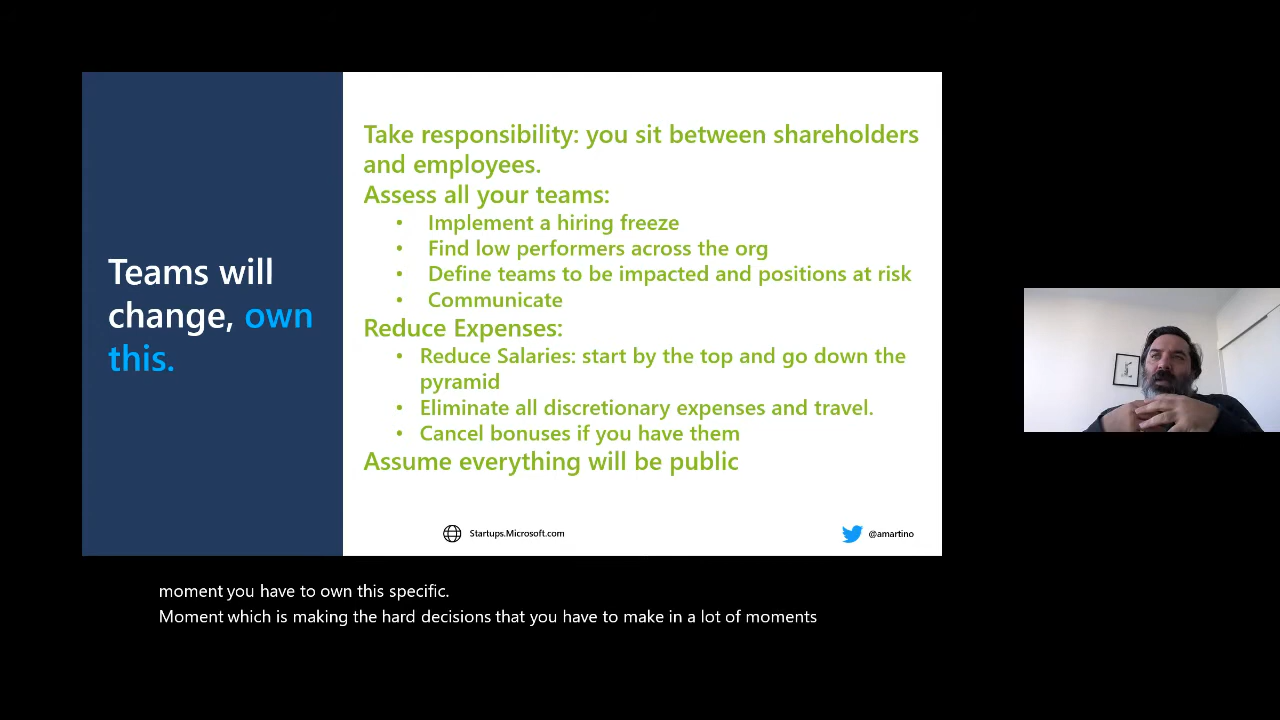 Teams will
change, own
this.
Take responsibility: you sit between shareholders
and employees.
Assess all your teams:
• Implement a hiring freeze
• Find low performers across the org
• Define teams to be impacted and positions at risk
• Communicate
Reduce Expenses:
• Reduce Salaries: start by the top and go down the
pyramid
• Eliminate all discretionary expenses and travel.
• Cancel bonuses if you have them
Assume everything will be public
Startups.Microsoft.com
@amartino
moment you have to own this specific.
Moment which is making the hard decisions that you have to make in a lot of moments